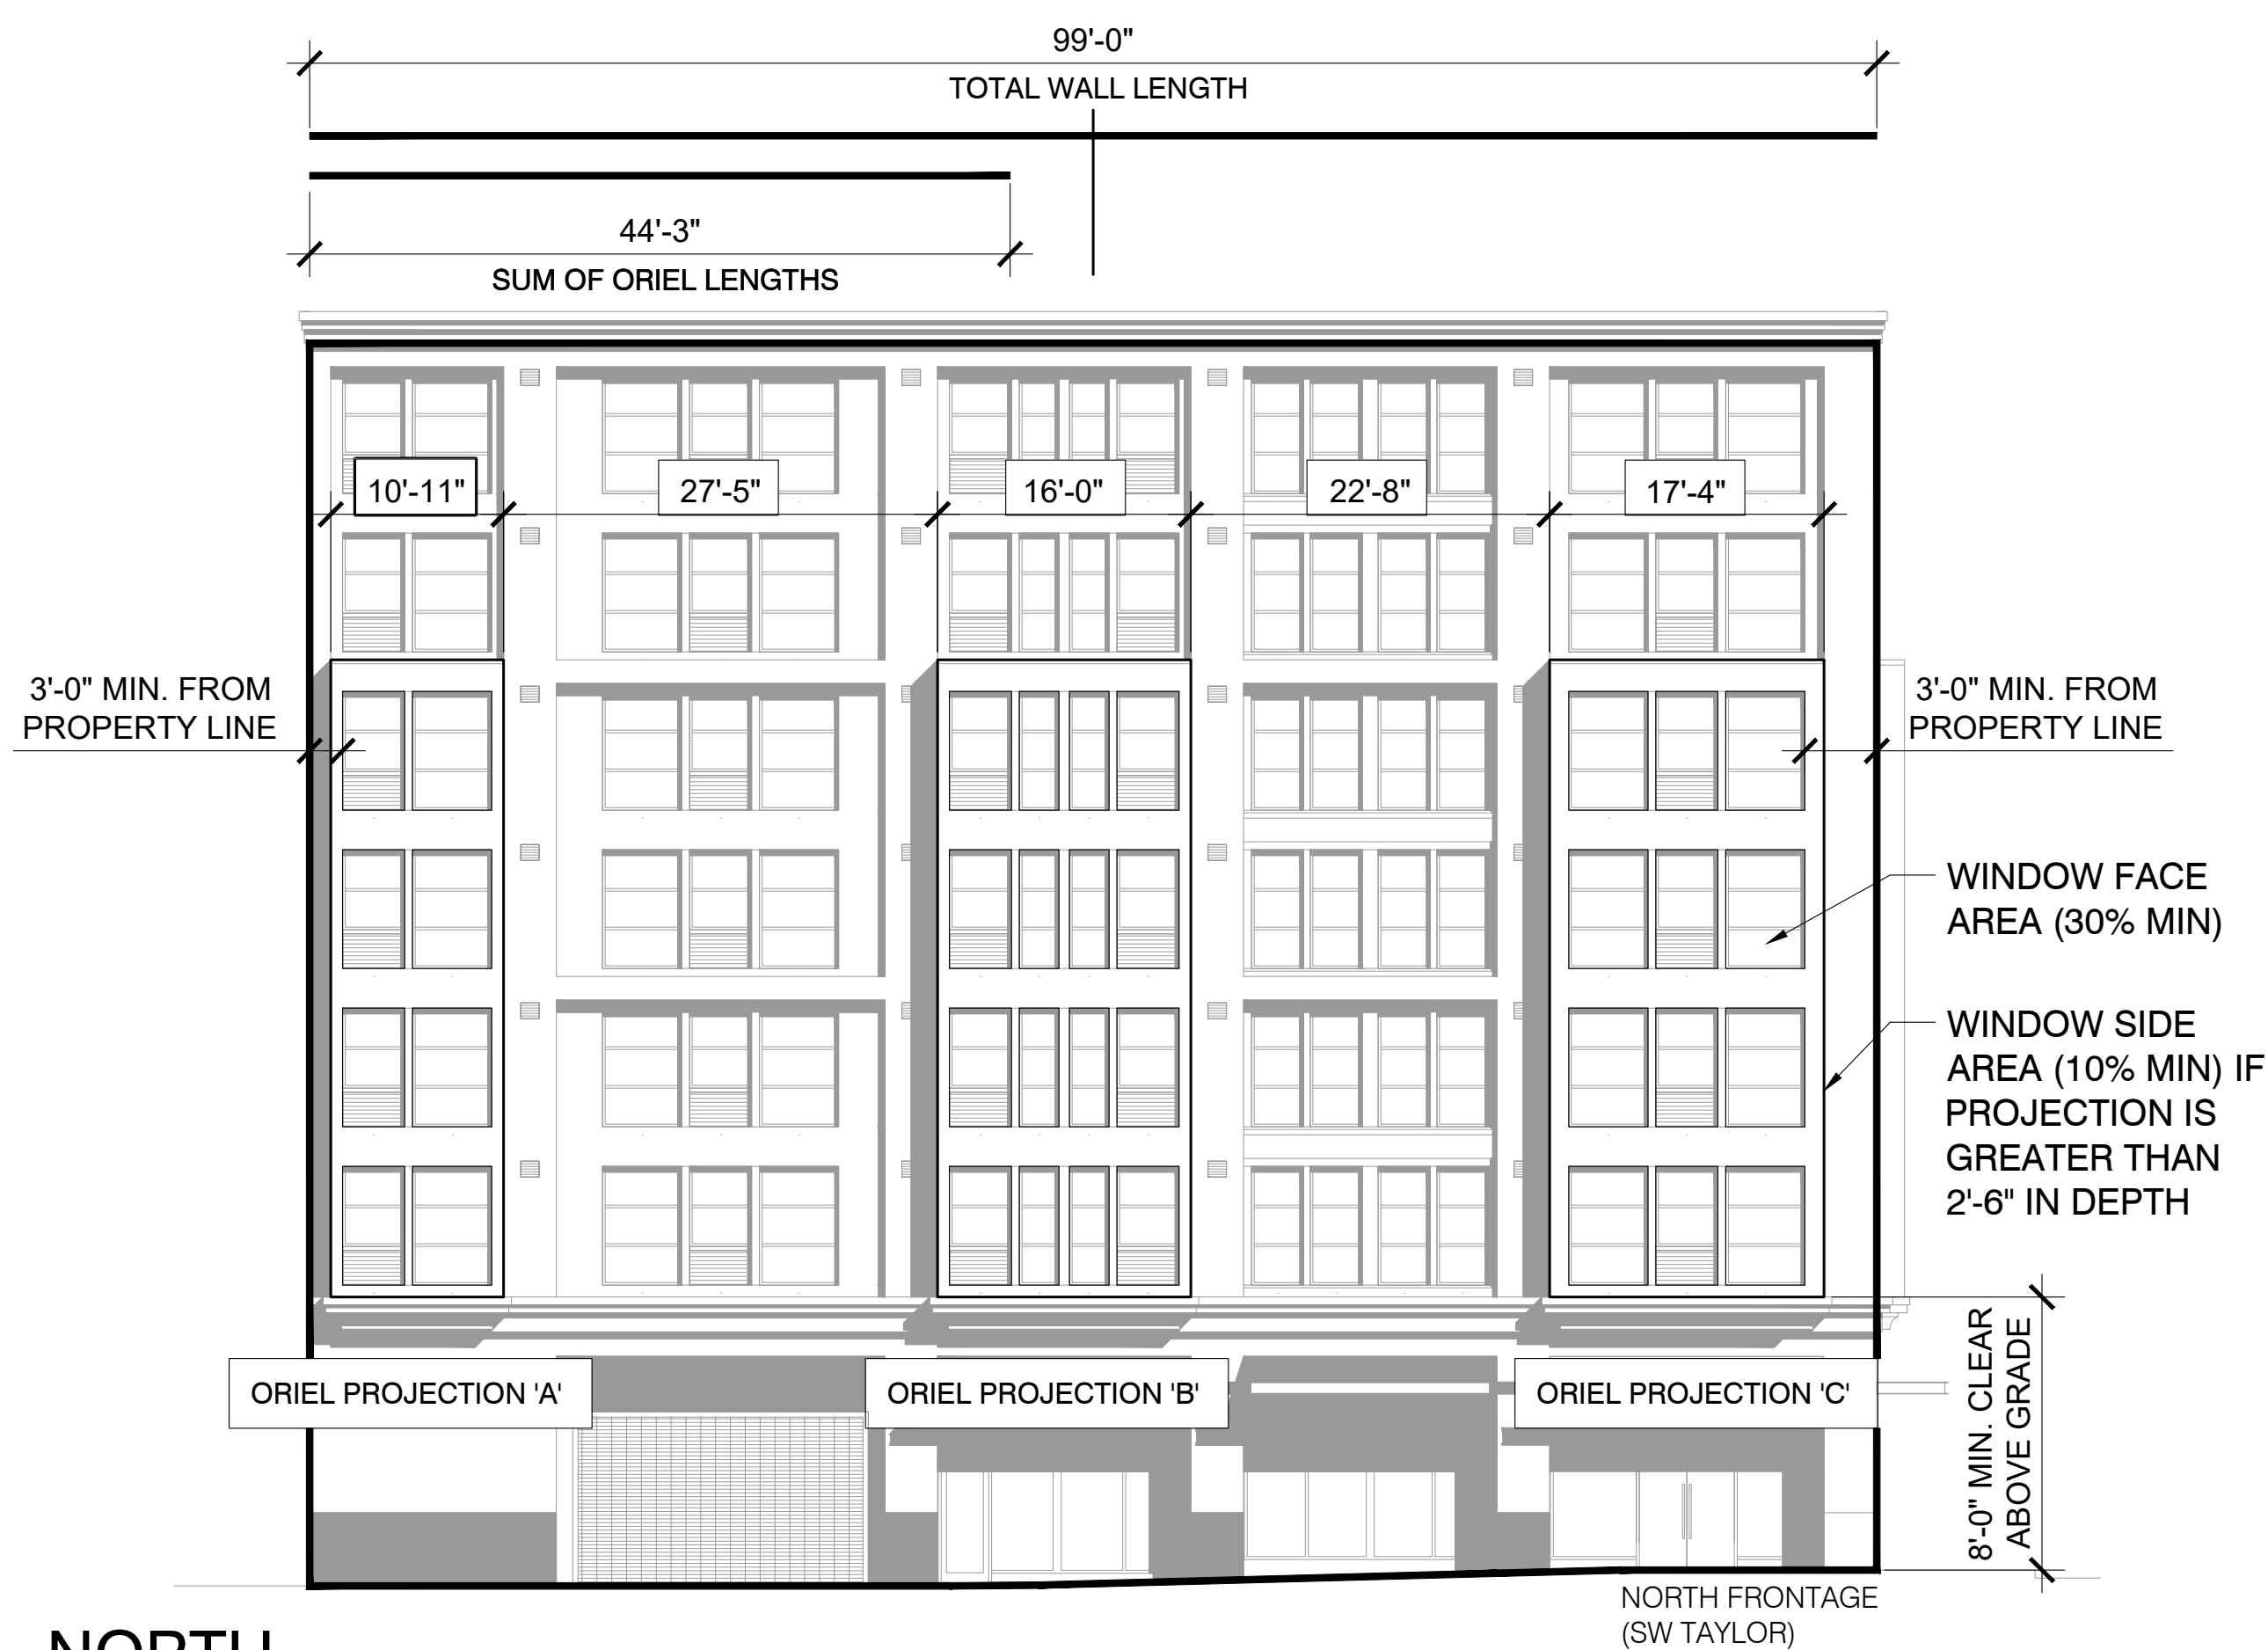 99'-0"
TOTAL WALL LENGTH
44'-3"
SUM OF ORIEL LENGTHS
10'-11"
27'-5"
16'-0"
22'-8"
17'-4"
3'-0" MIN. FROM
PROPERTY LINE
3'-0" MIN. FROM
PROPERTY LINE
WINDOW FACE
AREA (30% MIN)
WINDOW SIDE
AREA (10% MIN) IF
PROJECTION IS
GREATER THAN
2'-6" IN DEPTH
ORIEL PROJECTION 'A'
ORIEL PROJECTION 'B'
ORIEL PROJECTION 'C'
8'-0" MIN. CLEAR
ABOVE GRADE
NORTH FRONTAGE
(SW TAYLOR)
NORTH